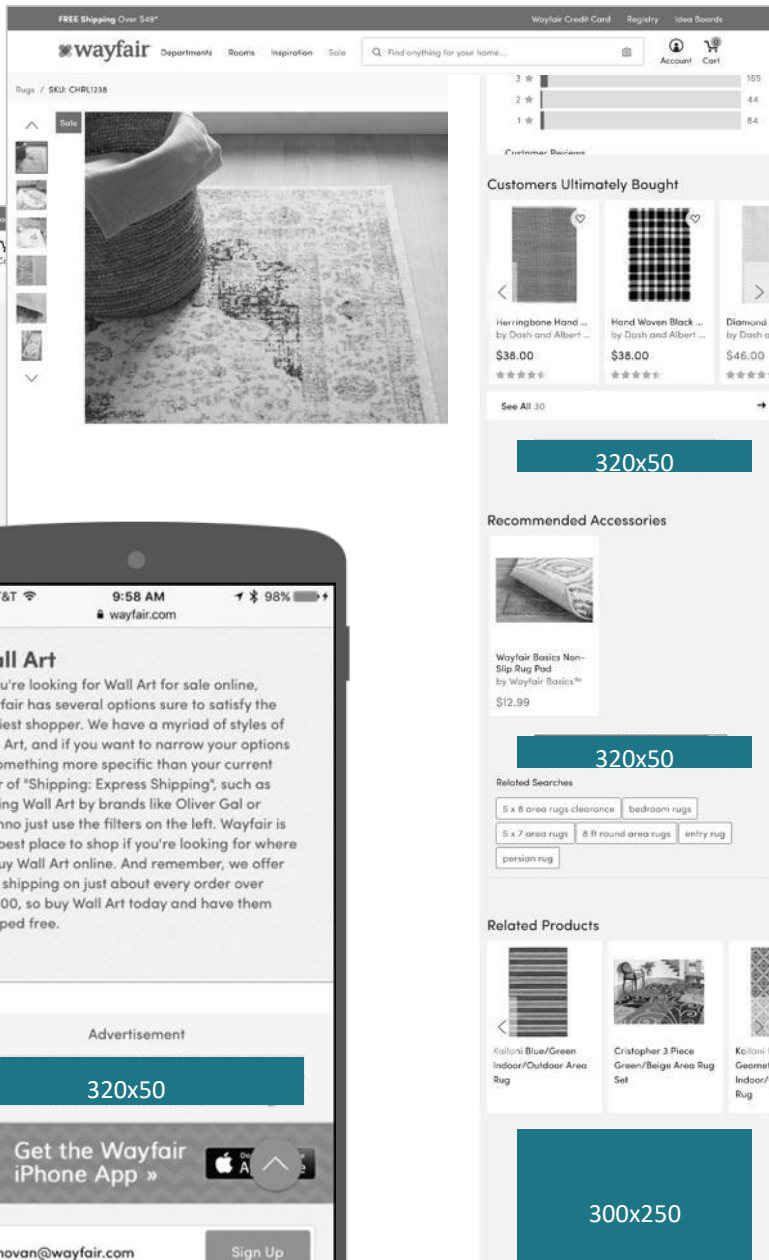 FREE Shipping Over $49*
Wayfair Credit Card Registry Idea Boards
wayfair Departments Rooms Inspiration Sale
Find anything for your home...
Account Cart
0
Rugs / SKU: CHRL1238
Sale
3 165
2 44
1 84
Customer Reviews
Customers Ultimately Bought
Herringbone Hand ...
by Dash and Albert ...
$38.00
Hand Woven Black ...
by Dash and Albert ...
$38.00
Diamond
by Dash
$46.00
See All 30
320x50
Recommended Accessories
Wayfair Basics Non-
Slip Rug Pad
by Wayfair Basics™
$12.99
320x50
Related Searches
5 x 8 area rugs clearance bedroom rugs
5 x 7 area rugs 8 ft round area rugs entry rug
persian rug
Related Products
Kailani Blue/Green
Indoor/Outdoor Area
Rug
Cristopher 3 Piece
Green/Beige Area Rug
Set
Kailani
Geomet
Indoor/
Rug
300x250
T&T 9:58 AM 98%
wayfair.com
all Art
u're looking for Wall Art for sale online,
fair has several options sure to satisfy the
iest shopper. We have a myriad of styles of
Art, and if you want to narrow your options
omething more specific than your current
r of "Shipping: Express Shipping", such as
ing Wall Art by brands like Oliver Gal or
nno just use the filters on the left. Wayfair is
best place to shop if you're looking for where
uy Wall Art online. And remember, we offer
shipping on just about every order over
00, so buy Wall Art today and have them
ped free.
Advertisement
320x50
Get the Wayfair
iPhone App »
novan@wayfair.com
Sign Up